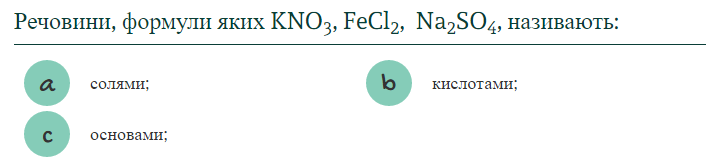 Речовини, формули яких KNO₃, FeCl₂, Na₂SO₄, називають:
a солями;
b кислотами;
c основами;